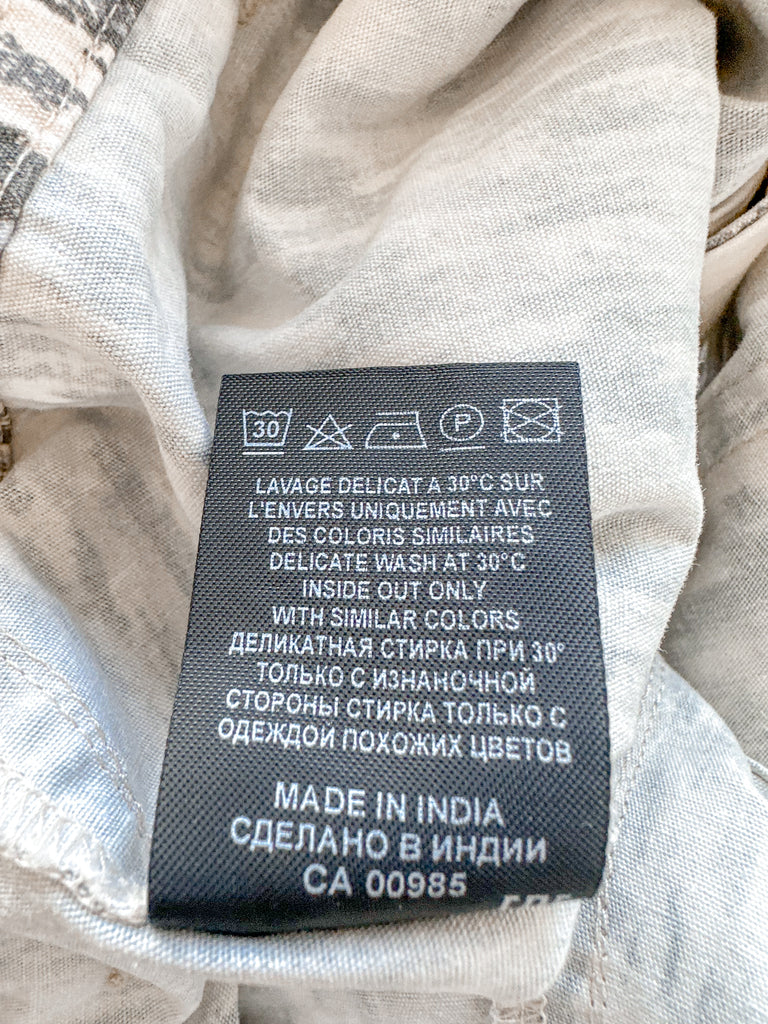 30 P
LAVAGE DELICAT A 30°C SUR
L'ENVERS UNIQUEMENT AVEC
DES COLORIS SIMILAIRES
DELICATE WASH AT 30°C
INSIDE OUT ONLY
WITH SIMILAR COLORS
ДЕЛИКАТНАЯ СТИРКА ПРИ 30°
ТОЛЬКО С ИЗНАНОЧНОЙ
СТОРОНЫ СТИРКА ТОЛЬКО С
ОДЕЖДОЙ ПОХОЖИХ ЦВЕТОВ
MADE IN INDIA
СДЕЛАНО В ИНДИИ
CA 00985